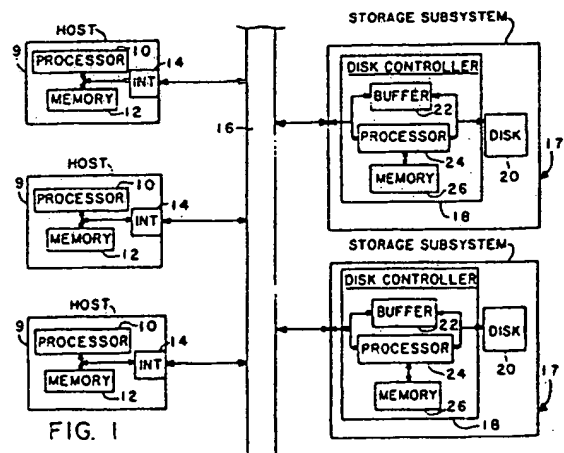 HOST
9
PROCESSOR
10
14
INT
MEMORY
12
HOST
9
PROCESSOR
10
14
INT
MEMORY
12
HOST
9
PROCESSOR
10
14
INT
MEMORY
12
FIG. 1
16
STORAGE SUBSYSTEM
DISK CONTROLLER
BUFFER
22
PROCESSOR
24
MEMORY
26
18
DISK
20
17
STORAGE SUBSYSTEM
DISK CONTROLLER
BUFFER
22
PROCESSOR
24
MEMORY
26
18
DISK
20
17